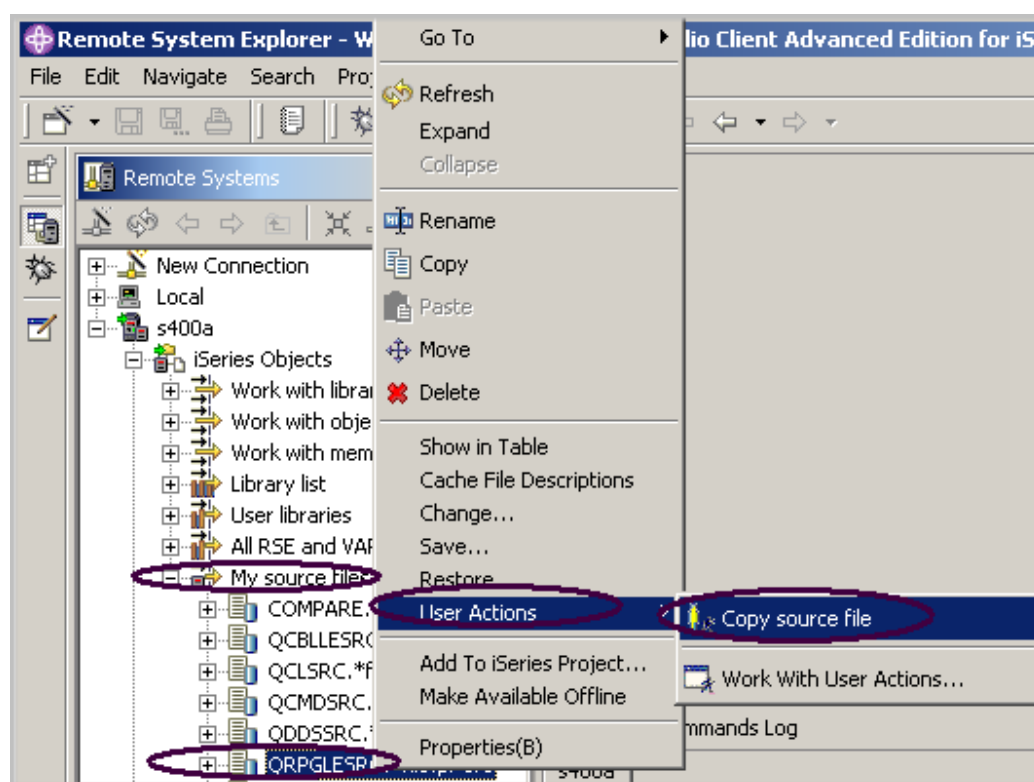 Remote System Explorer - W
lio Client Advanced Edition for iS
File Edit Navigate Search Proj
Remote Systems
New Connection
Local
s400a
iSeries Objects
Work with librar
Work with obje
Work with mem
Library list
User libraries
All RSE and VAR
My source files
COMPARE.
QCBLLESRC
QCLSRC.*f
QCMDSRC.
QDDSSRC.*
QRPGLESRC
Go To
Refresh
Expand
Collapse
Rename
Copy
Paste
Move
Delete
Show in Table
Cache File Descriptions
Change...
Save...
Restore
User Actions
Add To iSeries Project...
Make Available Offline
Properties(B)
Copy source file
Work With User Actions...
mmands Log
s400a